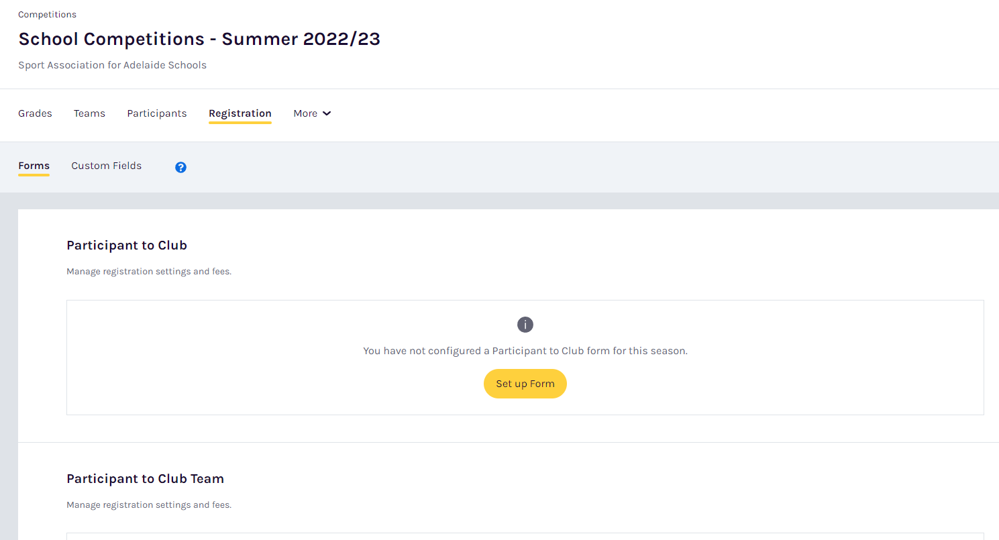 Competitions
School Competitions - Summer 2022/23
Sport Association for Adelaide Schools
Grades Teams Participants Registration More
Forms Custom Fields ?
Participant to Club
Manage registration settings and fees.
i
You have not configured a Participant to Club form for this season.
Set up Form
Participant to Club Team
Manage registration settings and fees.